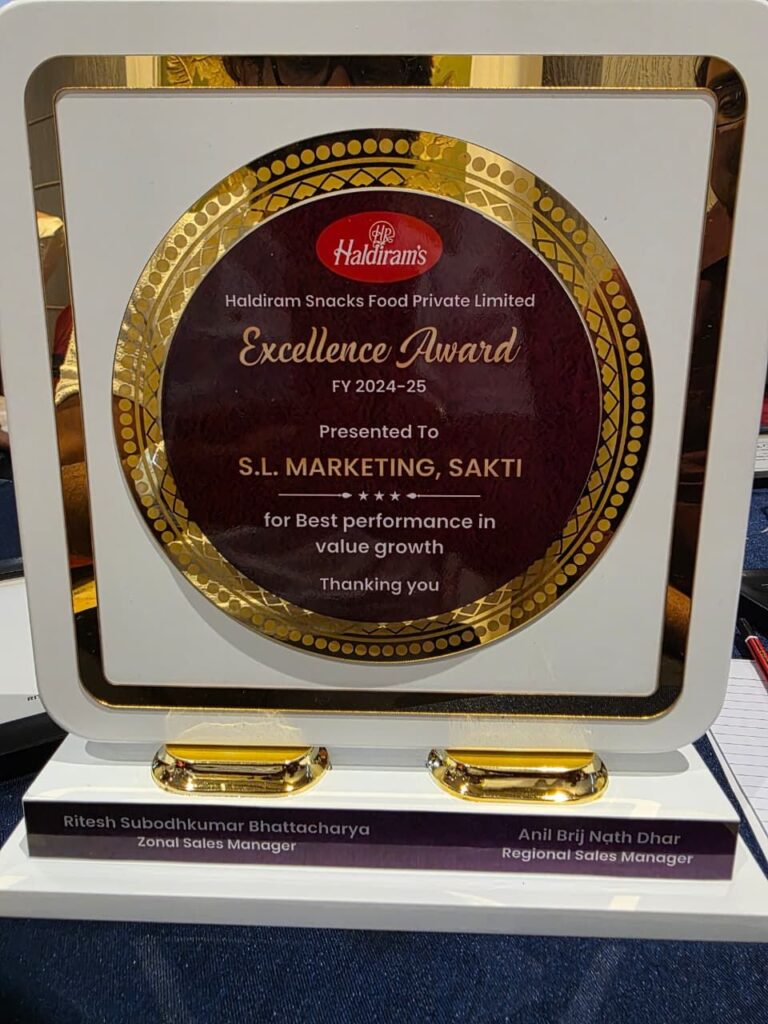 HR
Haldiram's
Haldiram Snacks Food Private Limited
Excellence Award
FY 2024-25
Presented To
S.L. MARKETING, SAKTI
for Best performance in
value growth
Thanking you
Ritesh Subodhkumar Bhattacharya
Zonal Sales Manager
Anil Brij Nath Dhar
Regional Sales Manager